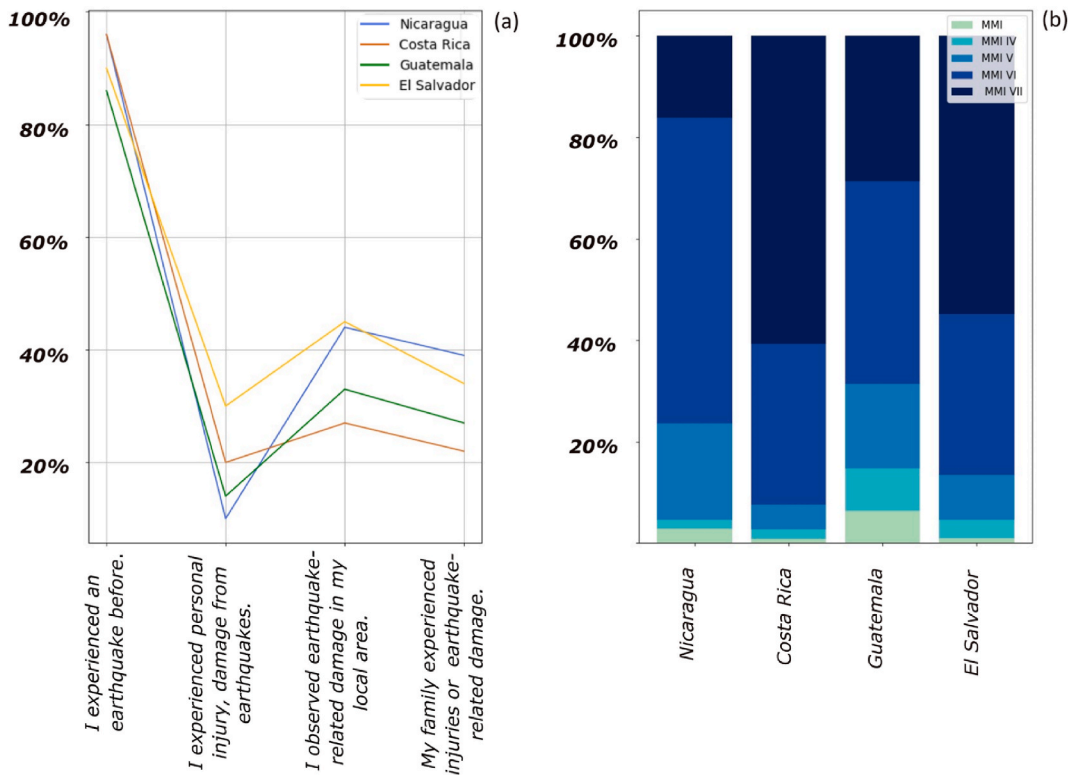 100%
80%
60%
40%
20%
Nicaragua
Costa Rica
Guatemala
El Salvador
(a)
I experienced an
earthquake before.
I experienced personal
injury, damage from
earthquakes.
I observed earthquake-
related damage in my
local area.
My family experienced
injuries or earthquake-
related damage.
100%
80%
60%
40%
20%
MMI
MMI IV
MMI V
MMI VI
MMI VII
(b)
Nicaragua
Costa Rica
Guatemala
El Salvador